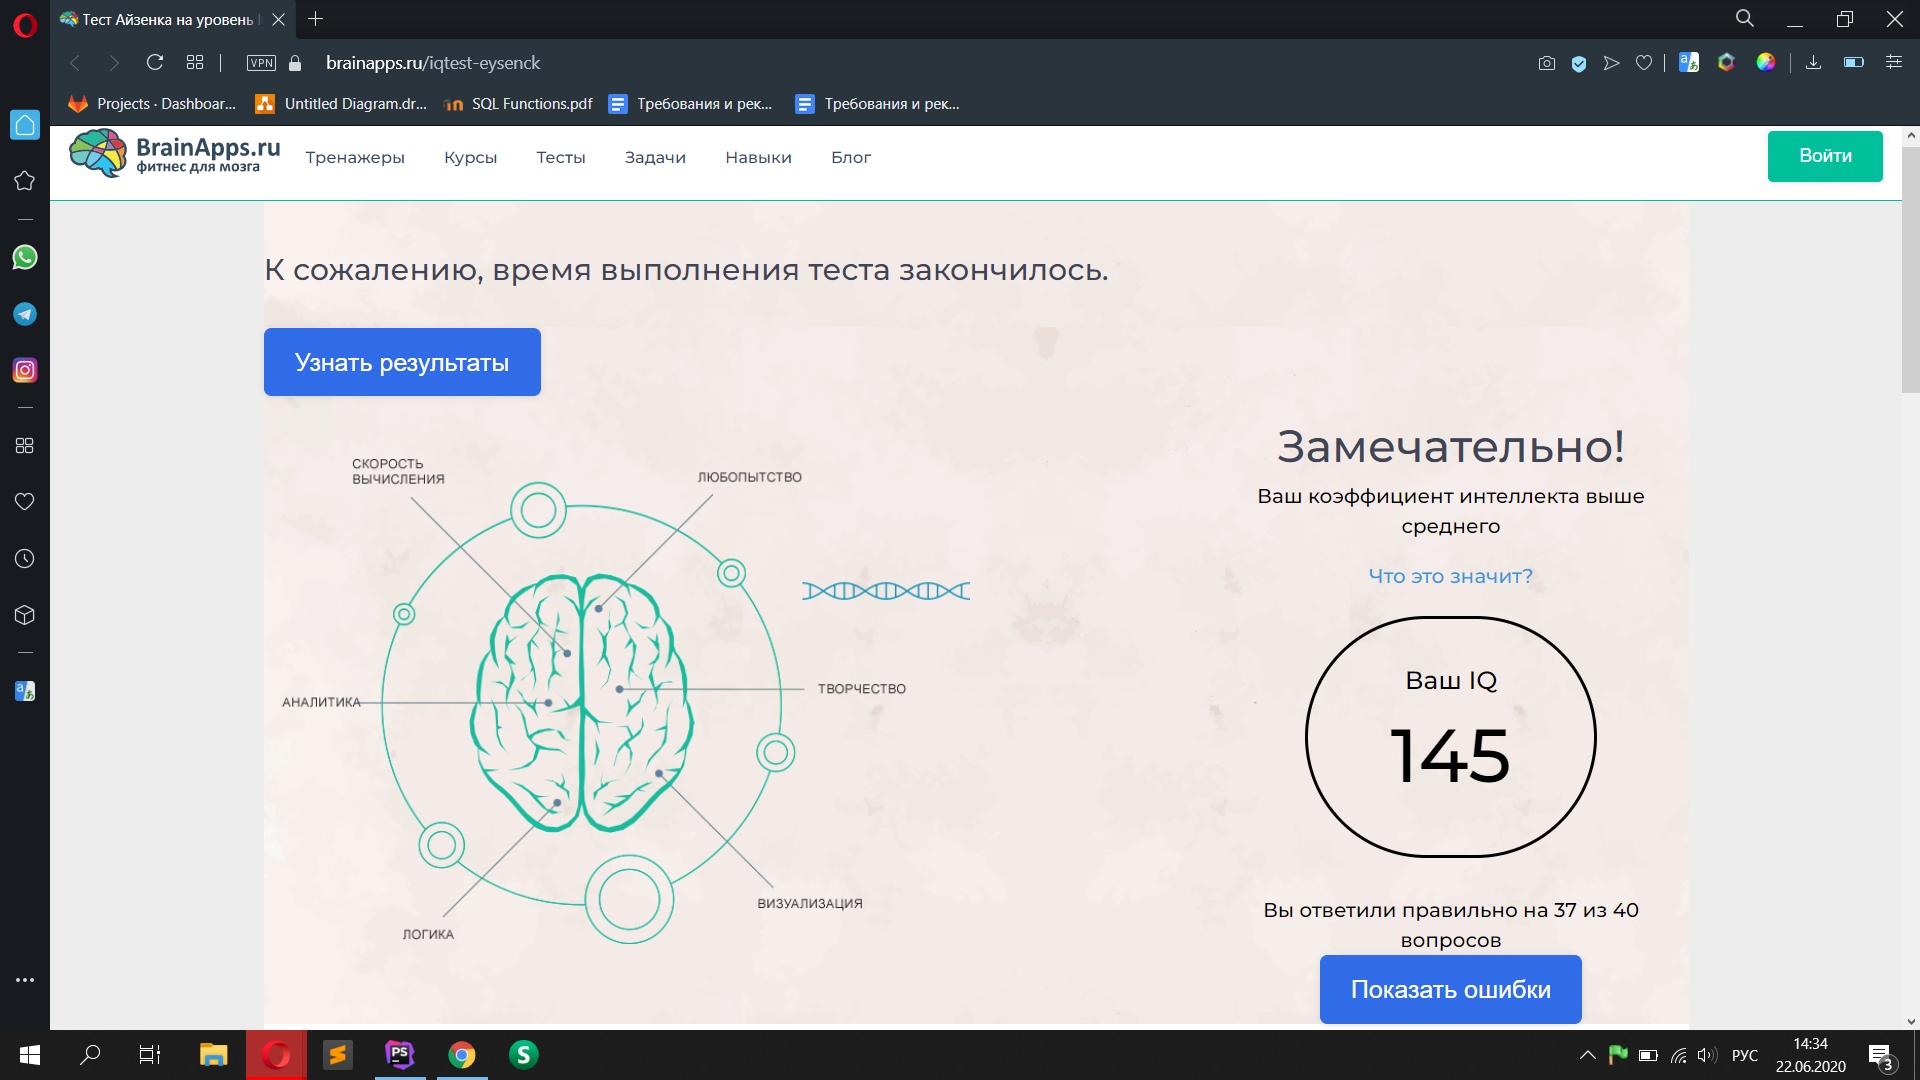 Тест Айзенка на уровень
VPN
brainapps.ru/iqtest-eysenck
Projects · Dashboar...
Untitled Diagram.dr...
SQL Functions.pdf
Требования и рек...
Требования и рек...
BrainApps.ru
фитнес для мозга
Тренажеры
Курсы
Тесты
Задачи
Навыки
Блог
Войти
К сожалению, время выполнения теста закончилось.
Узнать результаты
СКОРОСТЬ
ВЫЧИСЛЕНИЯ
ЛЮБОПЫТСТВО
АНАЛИТИКА
ТВОРЧЕСТВО
ВИЗУАЛИЗАЦИЯ
ЛОГИКА
Замечательно!
Ваш коэффициент интеллекта выше
среднего
Что это значит?
Ваш IQ
145
Вы ответили правильно на 37 из 40
вопросов
Показать ошибки
PS
S
РУС
14:34
22.06.2020
3